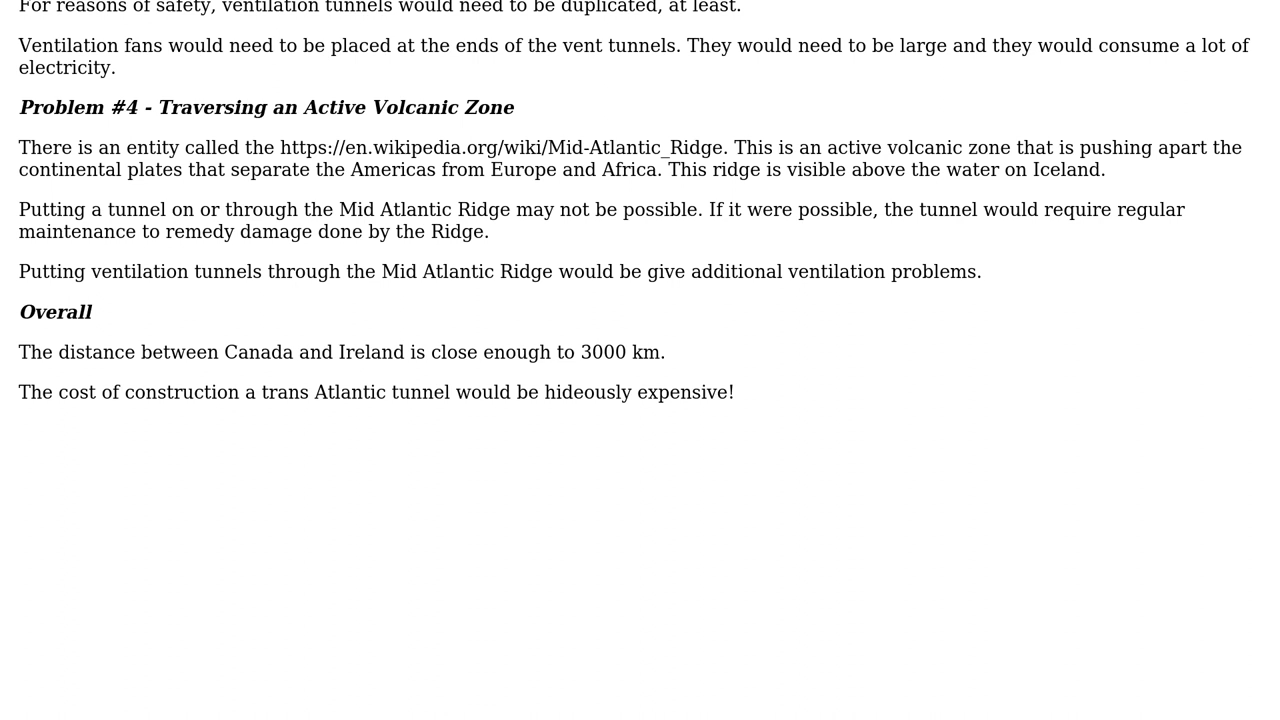 For reasons of safety, ventilation tunnels would need to be duplicated, at least.
Ventilation fans would need to be placed at the ends of the vent tunnels. They would need to be large and they would consume a lot of
electricity.
Problem #4 - Traversing an Active Volcanic Zone
There is an entity called the https://en.wikipedia.org/wiki/Mid-Atlantic_Ridge. This is an active volcanic zone that is pushing apart the
continental plates that separate the Americas from Europe and Africa. This ridge is visible above the water on Iceland.
Putting a tunnel on or through the Mid Atlantic Ridge may not be possible. If it were possible, the tunnel would require regular
maintenance to remedy damage done by the Ridge.
Putting ventilation tunnels through the Mid Atlantic Ridge would be give additional ventilation problems.
Overall
The distance between Canada and Ireland is close enough to 3000 km.
The cost of construction a trans Atlantic tunnel would be hideously expensive!